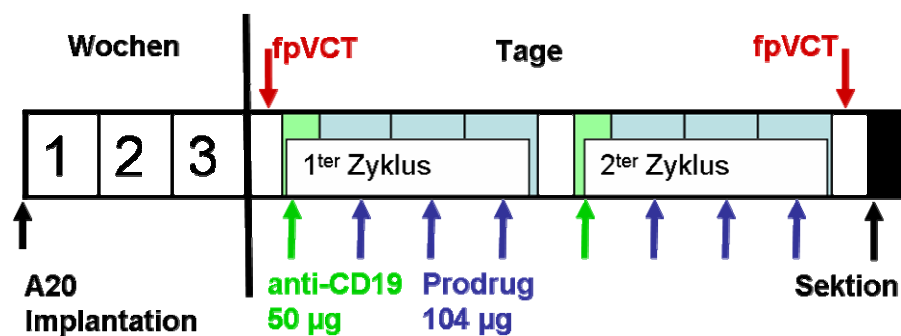 Wochen
fpVCT
Tage
fpVCT
1 2 3
1ter Zyklus
2ter Zyklus
A20
Implantation
anti-CD19
50 µg
Prodrug
104 µg
Sektion